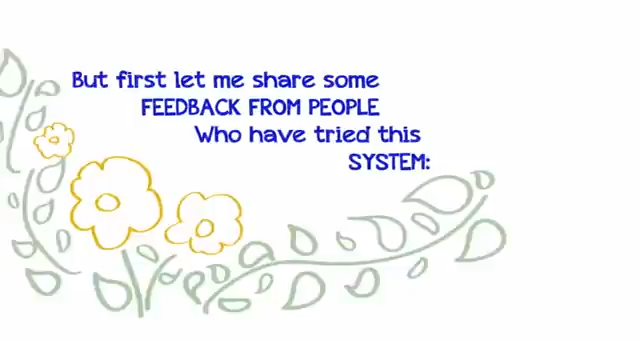 But first let me share some
FEEDBACK FROM PEOPLE
Who have tried this
SYSTEM: